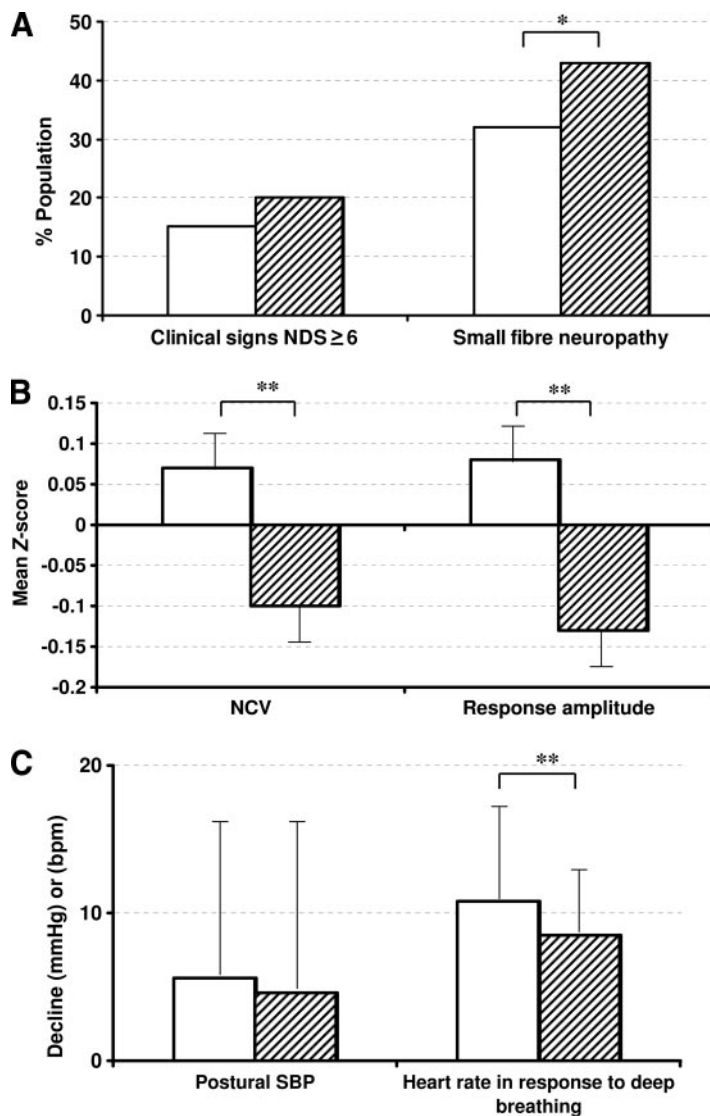 A
50
40
30
20
10
0
% Population
*
Clinical signs NDS ≥ 6
Small fibre neuropathy
B
0.15
0.1
0.05
0
-0.05
-0.1
-0.15
-0.2
Mean Z-score
**
**
NCV
Response amplitude
C
20
10
0
Decline (mmHg) or (bpm)
**
Postural SBP
Heart rate in response to deep
breathing